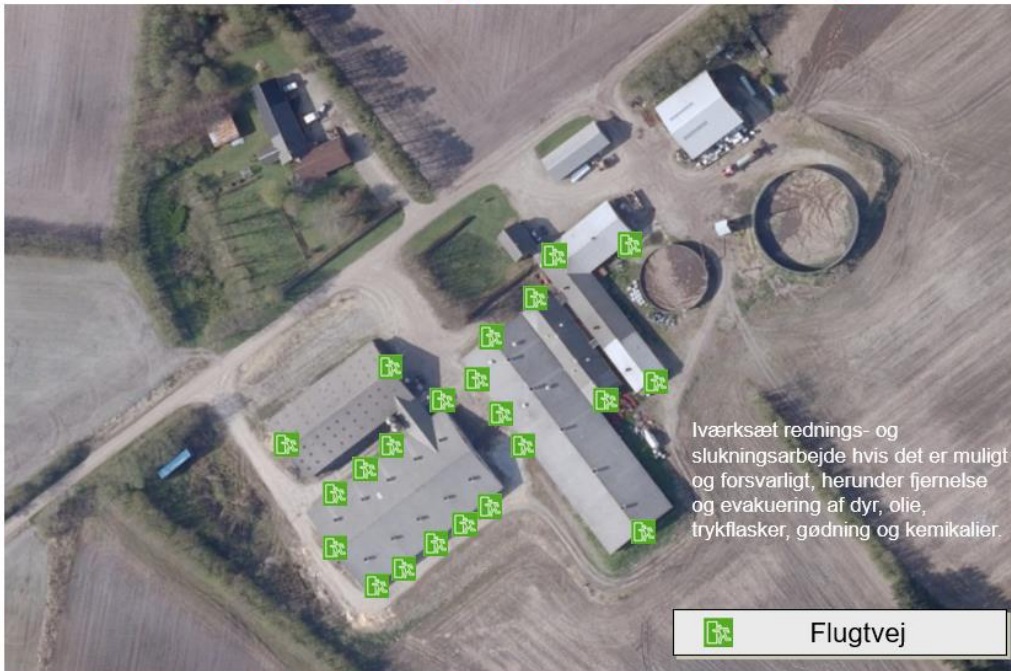 Iværksæt rednings- og
slukningsarbejde hvis det er muligt
og forsvarligt, herunder fjernelse
og evakuering af dyr, olie,
trykflasker, gødning og kemikalier.
Flugtvej